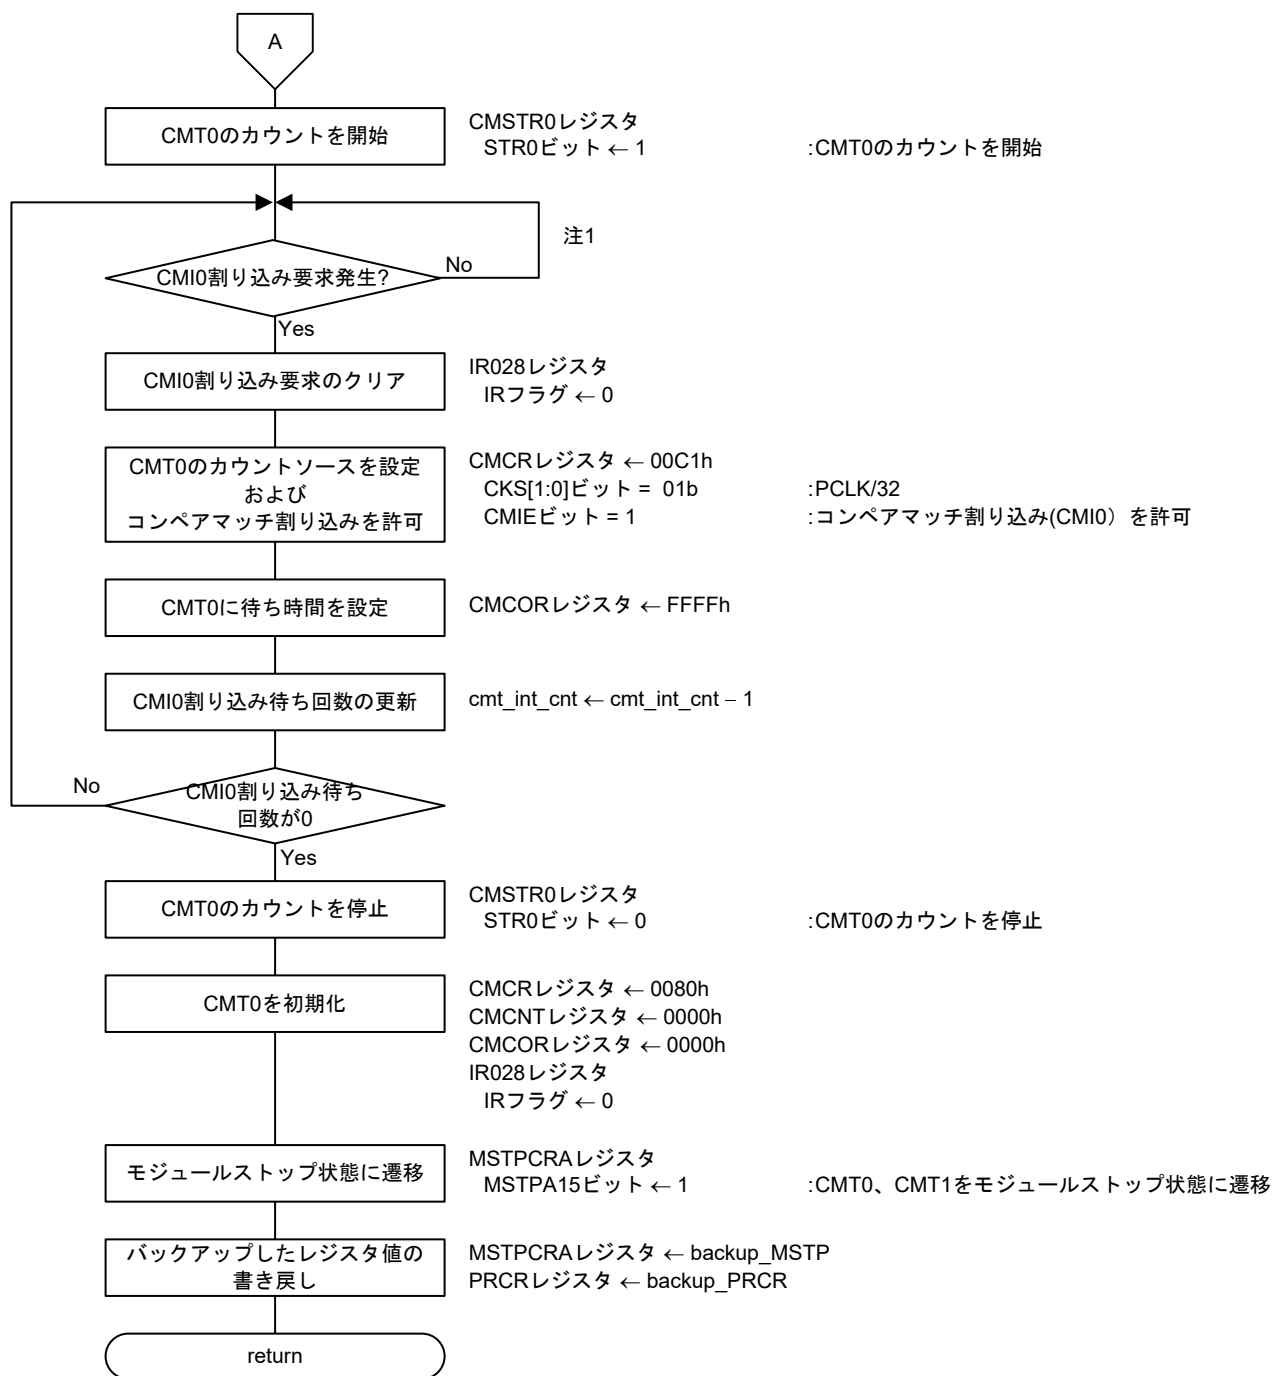 A
CMT0のカウントを開始
CMSTR0レジスタ
STR0ビット ← 1 :CMT0のカウントを開始
注1
CMI0割り込み要求発生?
No
Yes
CMI0割り込み要求のクリア
IR028レジスタ
IRフラグ ← 0
CMT0のカウントソースを設定
および
コンペアマッチ割り込みを許可
CMCRレジスタ ← 00C1h
CKS[1:0]ビット = 01b :PCLK/32
CMIEビット = 1 :コンペアマッチ割り込み(CMI0）を許可
CMT0に待ち時間を設定
CMCORレジスタ ← FFFFh
CMI0割り込み待ち回数の更新
cmt_int_cnt ← cmt_int_cnt – 1
No
CMI0割り込み待ち
回数が0
Yes
CMT0のカウントを停止
CMSTR0レジスタ
STR0ビット ← 0 :CMT0のカウントを停止
CMT0を初期化
CMCRレジスタ ← 0080h
CMCNTレジスタ ← 0000h
CMCORレジスタ ← 0000h
IR028レジスタ
IRフラグ ← 0
モジュールストップ状態に遷移
MSTPCRAレジスタ
MSTPA15ビット ← 1 :CMT0、CMT1をモジュールストップ状態に遷移
バックアップしたレジスタ値の
書き戻し
MSTPCRAレジスタ ← backup_MSTP
PRCRレジスタ ← backup_PRCR
return